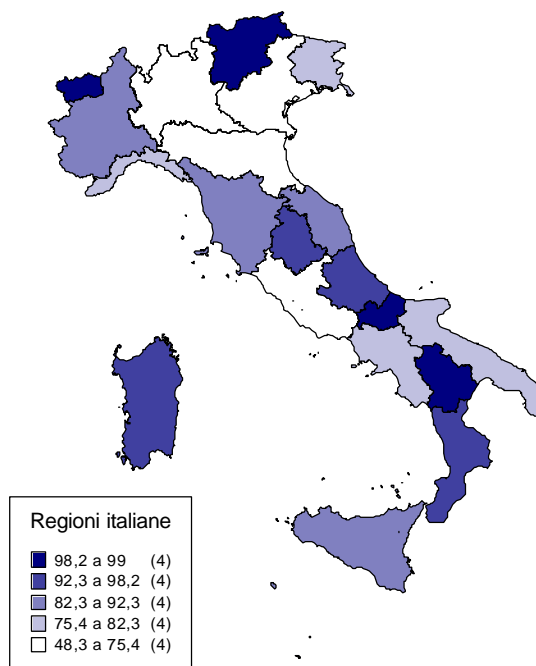 Regioni italiane
98,2 a 99 (4)
92,3 a 98,2 (4)
82,3 a 92,3 (4)
75,4 a 82,3 (4)
48,3 a 75,4 (4)